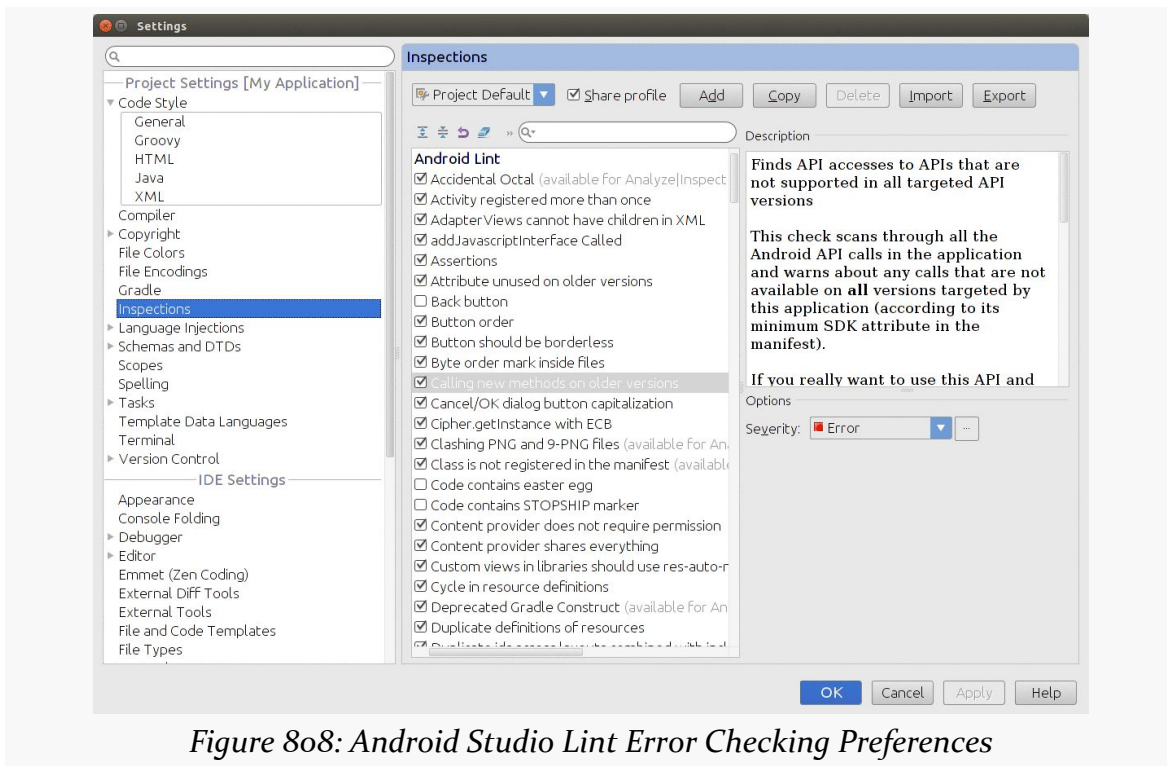 Settings
Project Settings [My Application]
Code Style
General
Groovy
HTML
Java
XML
Compiler
Copyright
File Colors
File Encodings
Gradle
Inspections
Language Injections
Schemas and DTDs
Scopes
Spelling
Tasks
Template Data Languages
Terminal
Version Control
IDE Settings
Appearance
Console Folding
Debugger
Editor
Emmet (Zen Coding)
External Diff Tools
External Tools
File and Code Templates
File Types
Inspections
Project Default
Share profile
Add
Copy
Delete
Import
Export
»
Android Lint
Accidental Octal (available for Analyze|Inspect
Activity registered more than once
AdapterViews cannot have children in XML
addJavascriptInterface Called
Assertions
Attribute unused on older versions
Back button
Button order
Button should be borderless
Byte order mark inside files
Calling new methods on older versions
Cancel/OK dialog button capitalization
Cipher.getInstance with ECB
Clashing PNG and 9-PNG files (available for An
Class is not registered in the manifest (available
Code contains easter egg
Code contains STOPSHIP marker
Content provider does not require permission
Content provider shares everything
Custom views in libraries should use res-auto-n
Cycle in resource definitions
Deprecated Gradle Construct (available for An
Duplicate definitions of resources
Description
Finds API accesses to APIs that are
not supported in all targeted API
versions
This check scans through all the
Android API calls in the application
and warns about any calls that are not
available on all versions targeted by
this application (according to its
minimum SDK attribute in the
manifest).
If you really want to use this API and
Options
Severity:
Error
...
OK
Cancel
Apply
Help
Figure 808: Android Studio Lint Error Checking Preferences